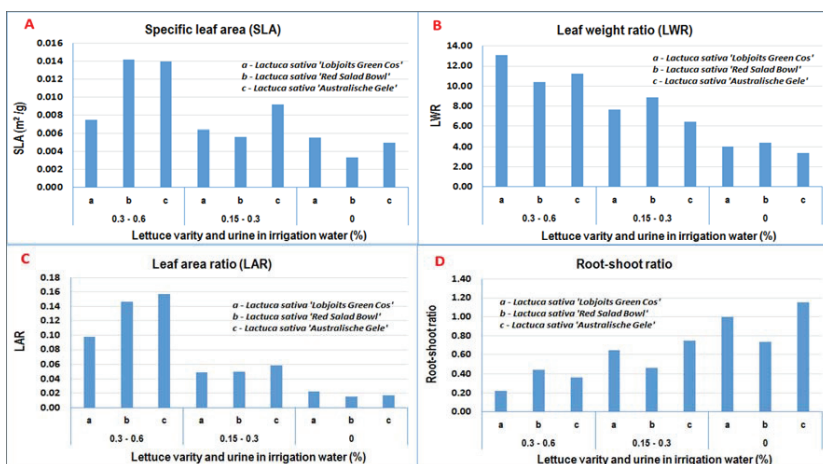 A
Specific leaf area (SLA)
0.016
0.014
0.012
0.010
0.008
0.006
0.004
0.002
0.000
SLA (m² /g)
a - Lactuca sativa 'Lobjoits Green Cos'
b - Lactuca sativa 'Red Salad Bowl'
c - Lactuca sativa 'Australische Gele'
a b c a b c a b c
0.3 - 0.6 0.15 - 0.3 0
Lettuce varity and urine in irrigation water (%)
B
Leaf weight ratio (LWR)
14.00
12.00
10.00
8.00
6.00
4.00
2.00
0.00
LWR
a - Lactuca sativa 'Lobjoits Green Cos'
b - Lactuca sativa 'Red Salad Bowl'
c - Lactuca sativa 'Australische Gele'
a b c a b c a b c
0.3 - 0.6 0.15 - 0.3 0
Lettuce varity and urine in irrigation water (%)
C
Leaf area ratio (LAR)
0.18
0.16
0.14
0.12
0.10
0.08
0.06
0.04
0.02
0.00
LAR
a - Lactuca sativa 'Lobjoits Green Cos'
b - Lactuca sativa 'Red Salad Bowl'
c - Lactuca sativa 'Australische Gele'
a b c a b c a b c
0.3 - 0.6 0.15 - 0.3 0
Lettuce varity and urine in irrigation water (%)
D
Root-shoot ratio
1.40
1.20
1.00
0.80
0.60
0.40
0.20
0.00
Root-shoot ratio
a - Lactuca sativa 'Lobjoits Green Cos'
b - Lactuca sativa 'Red Salad Bowl'
c - Lactuca sativa 'Australische Gele'
a b c a b c a b c
0.3 - 0.6 0.15 - 0.3 0
Lettuce varity and urine in irrigation water (%)